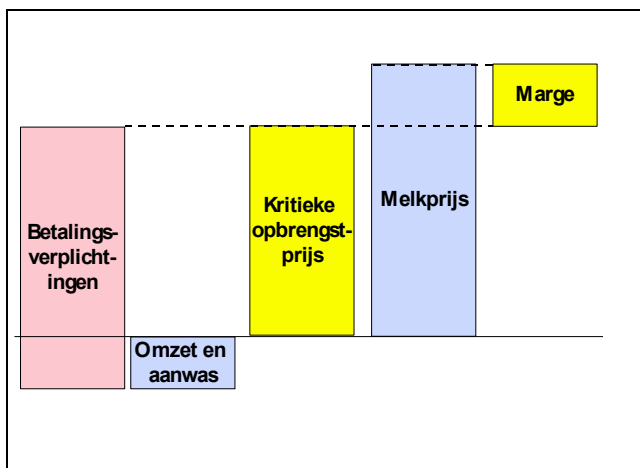 Betalings-
verplicht-
ingen
Omzet en
aanwas
Kritieke
opbrengst-
prijs
Melkprijs
Marge